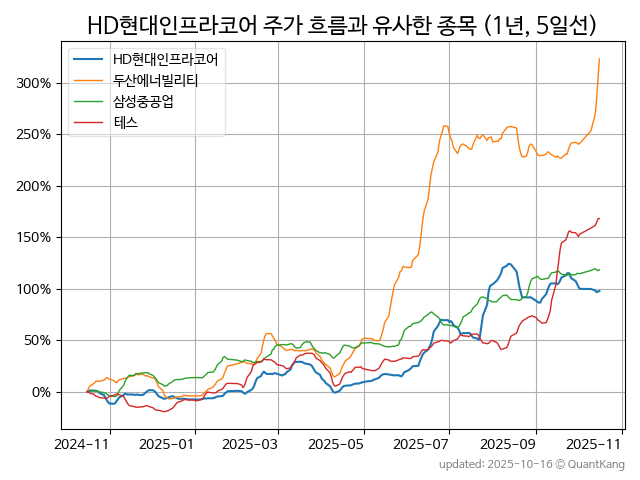 HD현대인프라코어 주가 흐름과 유사한 종목 (1년, 5일선)
HD현대인프라코어
두산에너빌리티
삼성중공업
테스
300%
250%
200%
150%
100%
50%
0%
2024-11 2025-01 2025-03 2025-05 2025-07 2025-09 2025-11
updated: 2025-10-16 © QuantKang